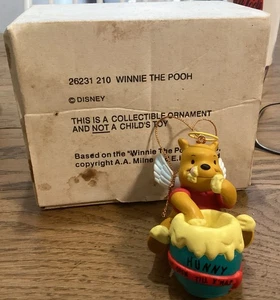 26231 210 WINNIE THE POOH
© DISNEY
THIS IS A COLLECTIBLE ORNAMENT
AND NOT A CHILD'S TOY
Based on the "Winnie The Po
copyright A.A. Milne E.
HUNNY